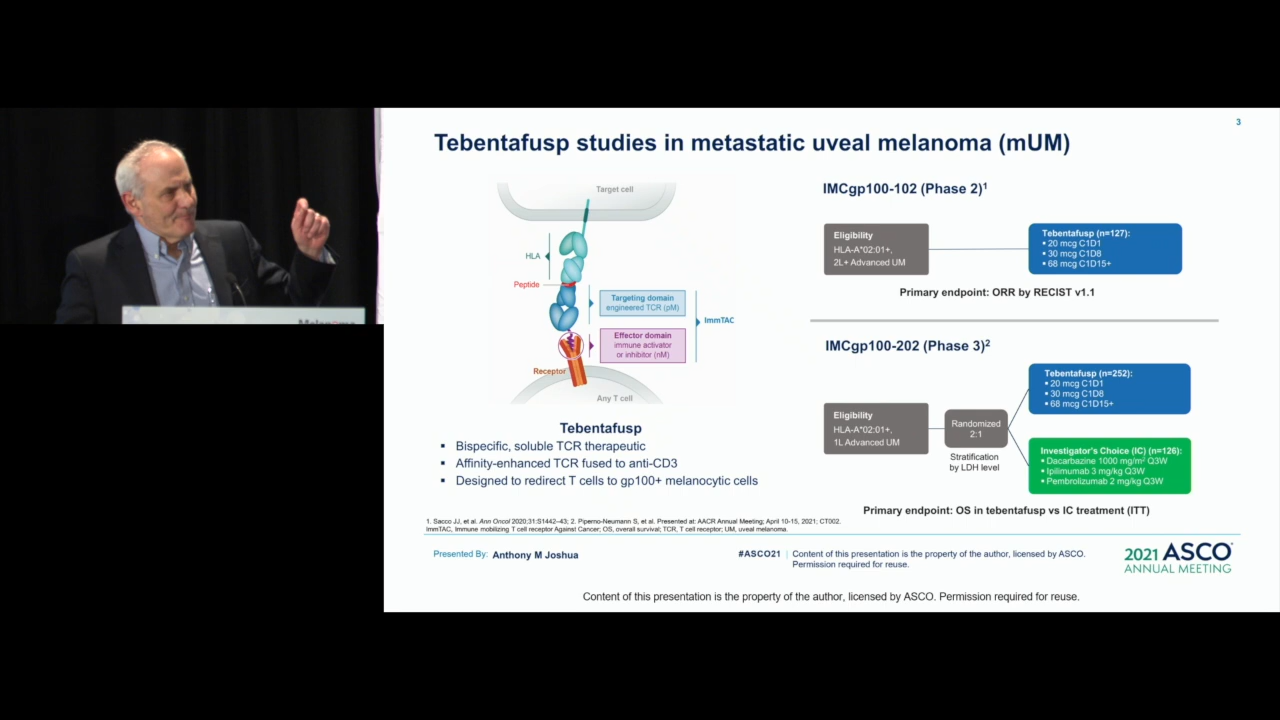 3
Tebentafusp studies in metastatic uveal melanoma (mUM)
Target cell
HLA
Peptide
Targeting domain
engineered TCR (pM)
ImmTAC
Effector domain
immune activator
or inhibitor (nM)
Receptor
Any T cell
Tebentafusp
▪ Bispecific, soluble TCR therapeutic
▪ Affinity-enhanced TCR fused to anti-CD3
▪ Designed to redirect T cells to gp100+ melanocytic cells
IMCgp100-102 (Phase 2)1
Eligibility
HLA-A*02:01+,
2L+ Advanced UM
Tebentafusp (n=127):
▪ 20 mcg C1D1
▪ 30 mcg C1D8
▪ 68 mcg C1D15+
Primary endpoint: ORR by RECIST v1.1
IMCgp100-202 (Phase 3)2
Eligibility
HLA-A*02:01+,
1L Advanced UM
Randomized
2:1
Stratification
by LDH level
Tebentafusp (n=252):
▪ 20 mcg C1D1
▪ 30 mcg C1D8
▪ 68 mcg C1D15+
Investigator's Choice (IC) (n=126):
▪ Dacarbazine 1000 mg/m2 Q3W
▪ Ipilimumab 3 mg/kg Q3W
▪ Pembrolizumab 2 mg/kg Q3W
Primary endpoint: OS in tebentafusp vs IC treatment (ITT)
1. Sacco JJ, et al. Ann Oncol 2020;31:S1442–43; 2. Piperno-Neumann S, et al. Presented at: AACR Annual Meeting; April 10-15, 2021; CT002.
ImmTAC, Immune mobilizing T cell receptor Against Cancer; OS, overall survival; TCR, T cell receptor; UM, uveal melanoma.
Presented By: Anthony M Joshua
#ASCO21
Content of this presentation is the property of the author, licensed by ASCO.
Permission required for reuse.
2021 ASCO
ANNUAL MEETING
Content of this presentation is the property of the author, licensed by ASCO. Permission required for reuse.